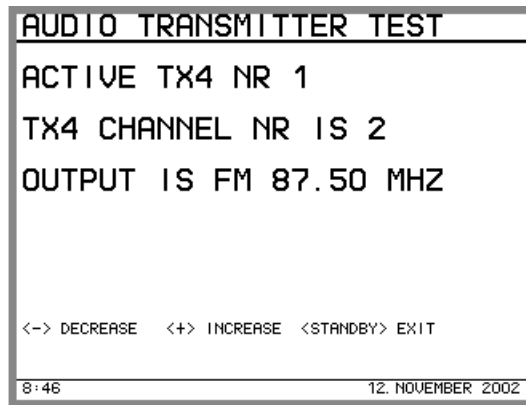 AUDIO TRANSMITTER TEST
ACTIVE TX4 NR 1
TX4 CHANNEL NR IS 2
OUTPUT IS FM 87.50 MHZ
<-> DECREASE <+> INCREASE <STANDBY> EXIT
8:46 12. NOVEMBER 2002